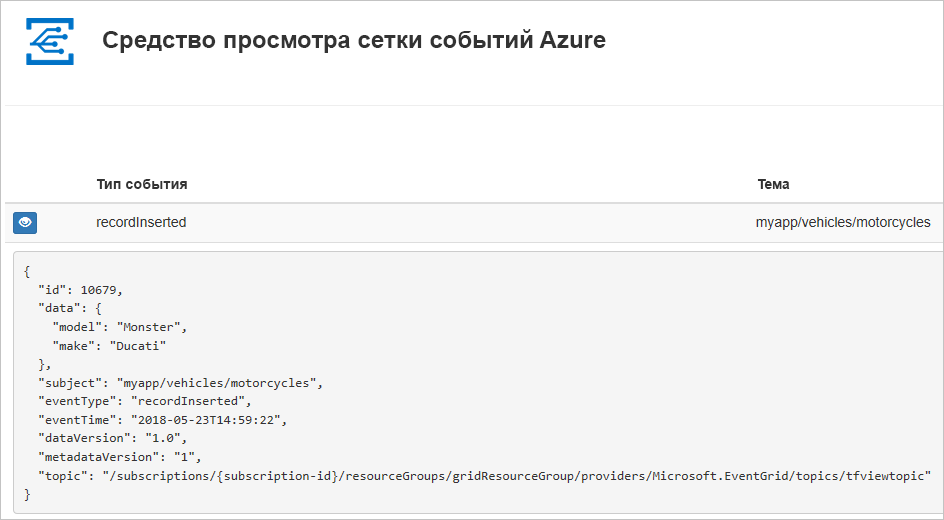 Средство просмотра сетки событий Azure
Тип события Тема
recordInserted myapp/vehicles/motorcycles
{
  "id": 10679,
  "data": {
    "model": "Monster",
    "make": "Ducati"
  },
  "subject": "myapp/vehicles/motorcycles",
  "eventType": "recordInserted",
  "eventTime": "2018-05-23T14:59:22",
  "dataVersion": "1.0",
  "metadataVersion": "1",
  "topic": "/subscriptions/{subscription-id}/resourceGroups/gridResourceGroup/providers/Microsoft.EventGrid/topics/tfviewtopic"
}